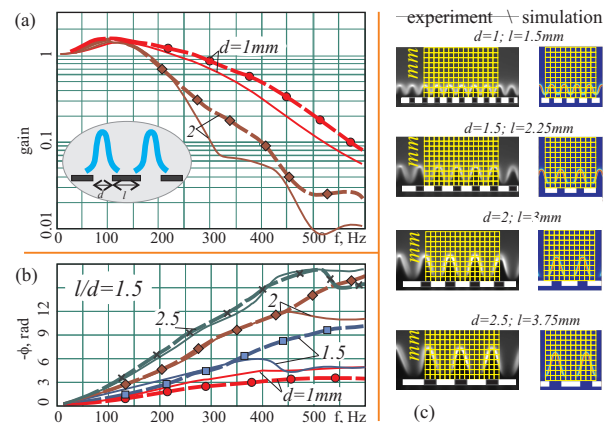 (a)
gain
1
0.1
0.01
d=1mm
2
d
l
0 100 200 300 400 500 f, Hz
(b)
-ϕ, rad
12
9
6
3
0
l/d=1.5
2.5
2
1.5
d=1mm
0 100 200 300 400 500 f, Hz
experiment \ simulation
d=1; l=1.5mm
mm
d=1.5; l=2.25mm
mm
d=2; l=3mm
mm
d=2.5; l=3.75mm
mm
(c)